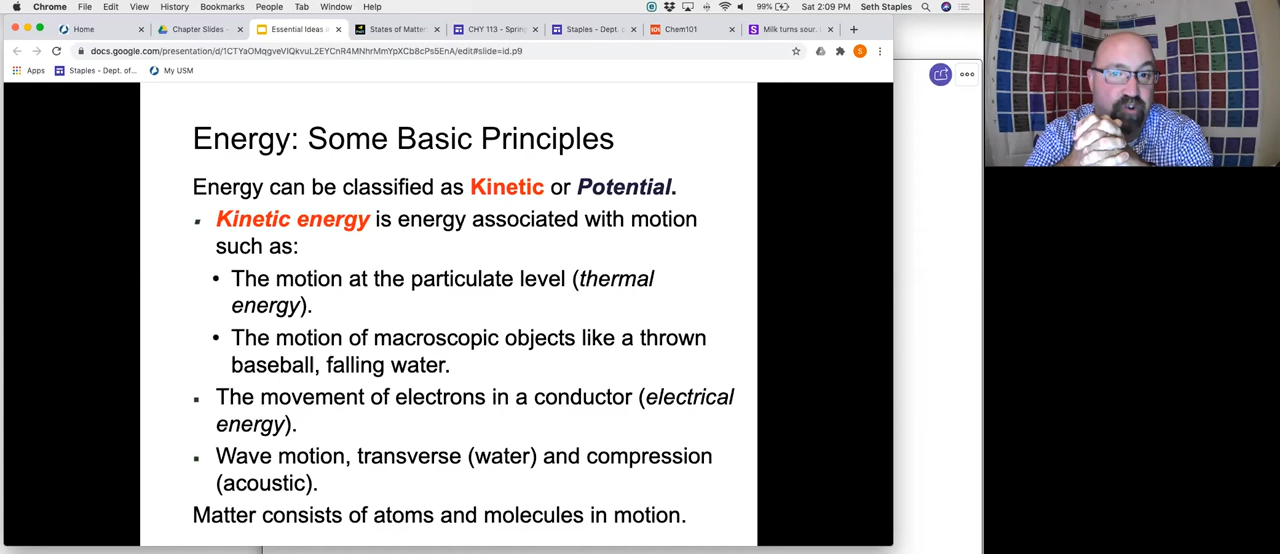 Chrome File Edit View History Bookmarks People Tab Window Help 99% Sat 2:09 PM Seth Staples
Home Chapter Slides - Essential Ideas a States of Matter CHY 113 - Spring Staples - Dept. c Chem101 Milk turns sour. I
docs.google.com/presentation/d/1CTYaOMqgveVIQkvuL2EYCnR4MNhrMmYpXCb8cPs5EnA/edit#slide=id.p9
Apps Staples - Dept. of... My USM
Energy: Some Basic Principles
Energy can be classified as Kinetic or Potential.
▪ Kinetic energy is energy associated with motion
such as:
• The motion at the particulate level (thermal
energy).
• The motion of macroscopic objects like a thrown
baseball, falling water.
▪ The movement of electrons in a conductor (electrical
energy).
▪ Wave motion, transverse (water) and compression
(acoustic).
Matter consists of atoms and molecules in motion.